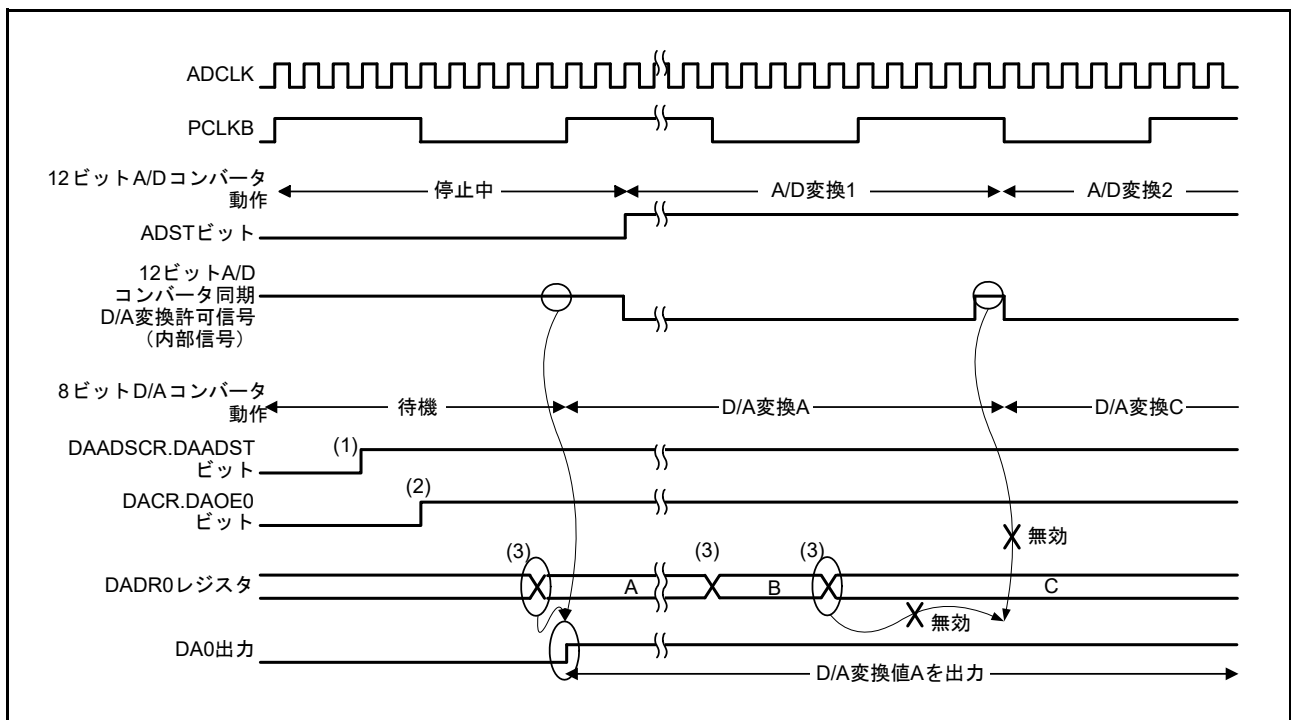 ADCLK
PCLKB
12ビットA/Dコンバータ
動作
停止中
A/D変換1
A/D変換2
ADSTビット
12ビットA/D
コンバータ同期
D/A変換許可信号
（内部信号）
8ビットD/Aコンバータ
動作
待機
D/A変換A
D/A変換C
DAADSCR.DAADST
ビット
(1)
DACR.DAOE0
ビット
(2)
無効
(3)
(3)
(3)
DADR0レジスタ
A
B
C
無効
DA0出力
D/A変換値Aを出力